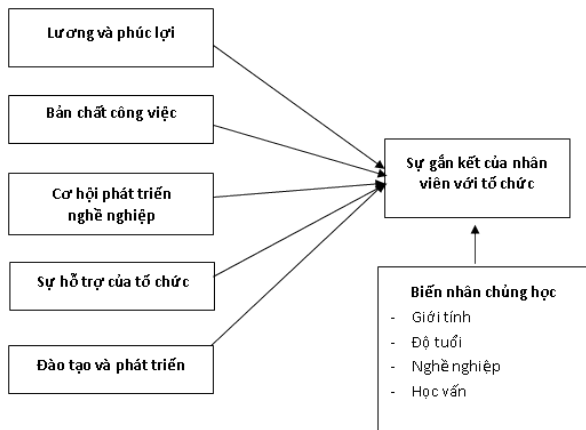 Lương và phúc lợi
Bản chất công việc
Cơ hội phát triển
nghề nghiệp
Sự hỗ trợ của tổ chức
Đào tạo và phát triển
Sự gắn kết của nhân
viên với tổ chức
Biến nhân chủng học
- Giới tính
- Độ tuổi
- Nghề nghiệp
- Học vấn